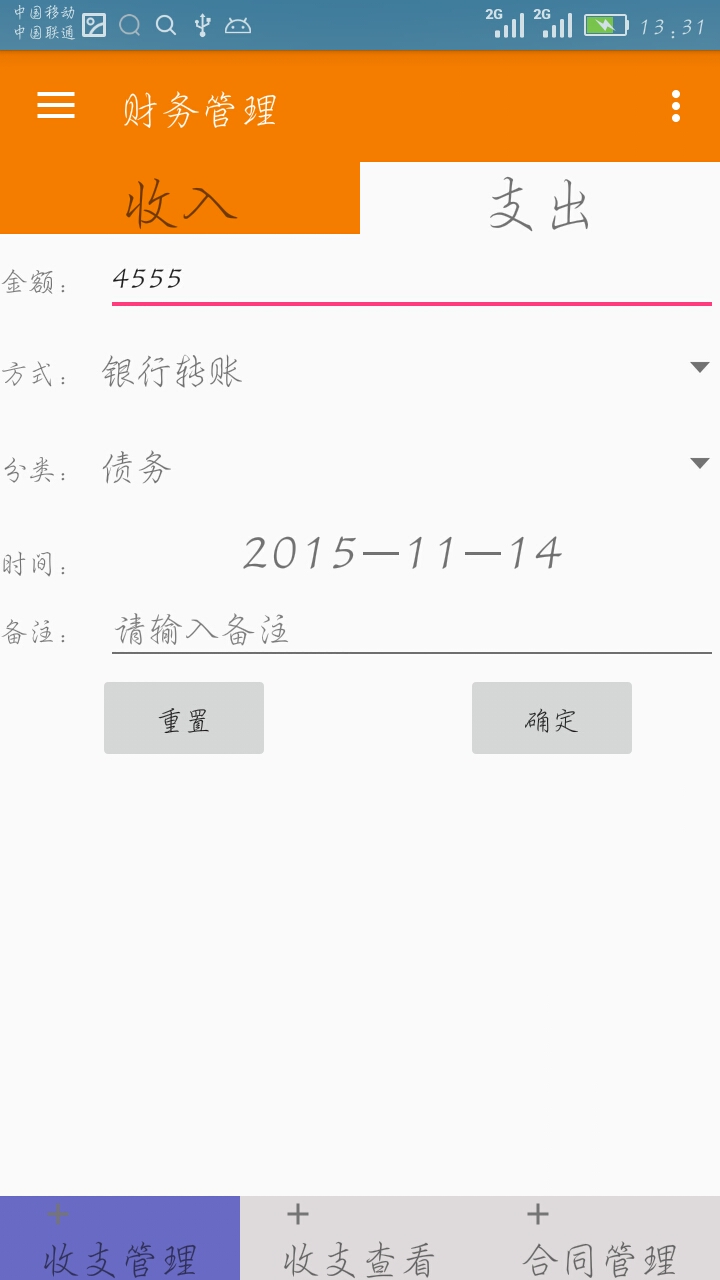 中国移动
中国联通
2G 2G 13:31
财务管理
收入 支出
金额: 4555
方式: 银行转账
分类: 债务
时间: 2015-11-14
备注: 请输入备注
重置 确定
收支管理 收支查看 合同管理